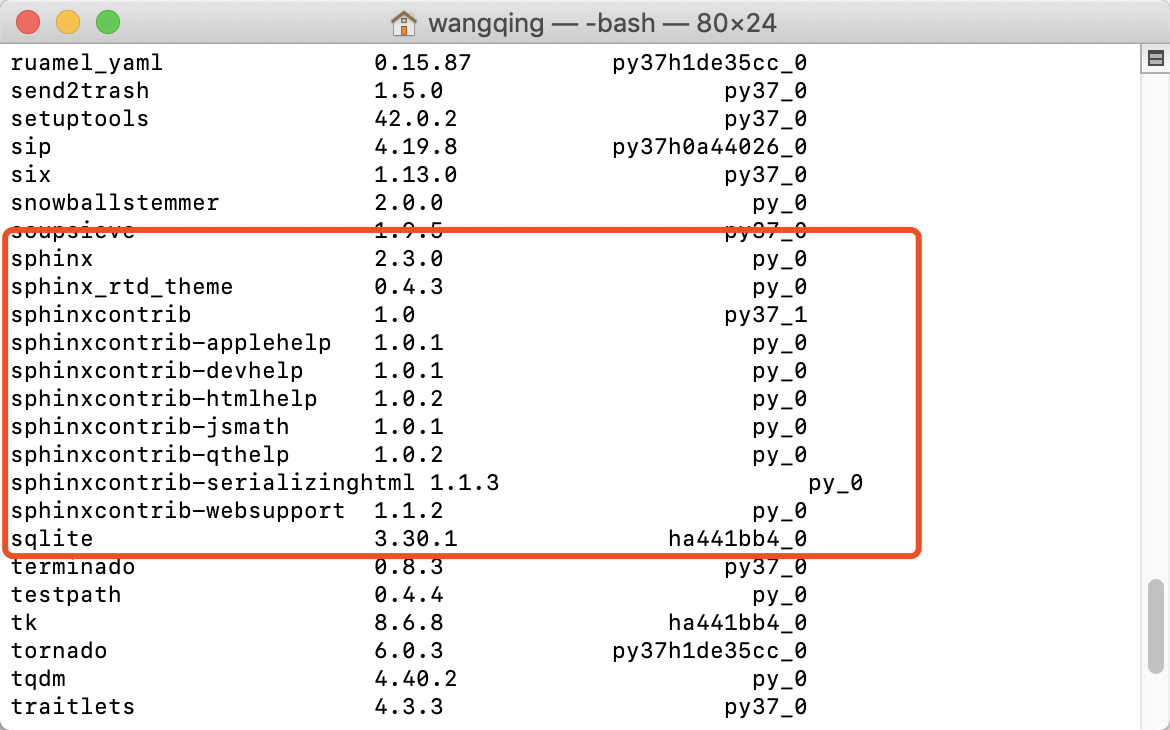 wangqing — -bash — 80×24
ruamel_yaml 0.15.87 py37h1de35cc_0
send2trash 1.5.0 py37_0
setuptools 42.0.2 py37_0
sip 4.19.8 py37h0a44026_0
six 1.13.0 py37_0
snowballstemmer 2.0.0 py_0
soupsieve 1.9.5 py37_0
sphinx 2.3.0 py_0
sphinx_rtd_theme 0.4.3 py_0
sphinxcontrib 1.0 py37_1
sphinxcontrib-applehelp 1.0.1 py_0
sphinxcontrib-devhelp 1.0.1 py_0
sphinxcontrib-htmlhelp 1.0.2 py_0
sphinxcontrib-jsmath 1.0.1 py_0
sphinxcontrib-qthelp 1.0.2 py_0
sphinxcontrib-serializinghtml 1.1.3 py_0
sphinxcontrib-websupport 1.1.2 py_0
sqlite 3.30.1 ha441bb4_0
terminado 0.8.3 py37_0
testpath 0.4.4 py_0
tk 8.6.8 ha441bb4_0
tornado 6.0.3 py37h1de35cc_0
tqdm 4.40.2 py_0
traitlets 4.3.3 py37_0